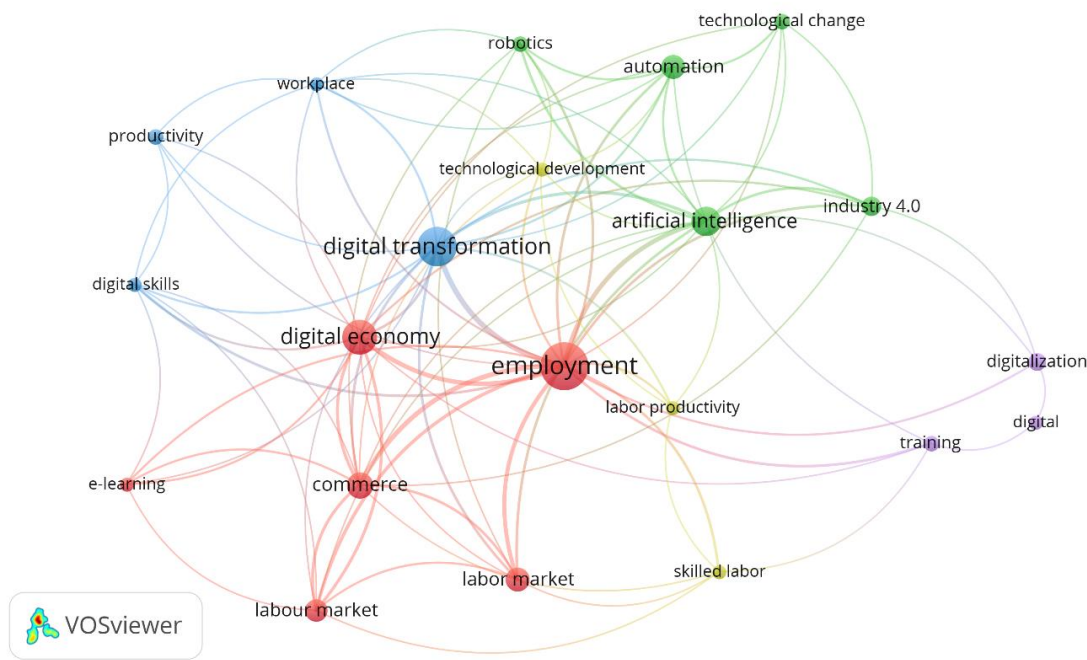 technological change
robotics
automation
workplace
productivity
technological development
industry 4.0
artificial intelligence
digital transformation
digital skills
digital economy
employment
digitalization
labor productivity
digital
training
e-learning
commerce
skilled labor
labor market
labour market
VOSviewer